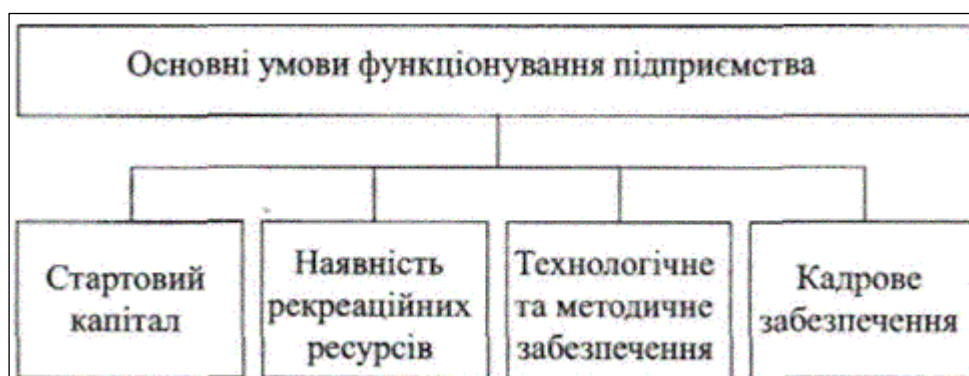 Основні умови функціонування підприємства
Стартовий
капітал
Наявність
рекреаційних
ресурсів
Технологічне
та методичне
забезпечення
Кадрове
забезпечення